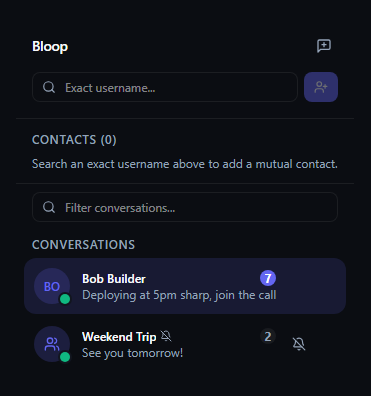 Bloop
Exact username...
CONTACTS (0)
Search an exact username above to add a mutual contact.
Filter conversations...
CONVERSATIONS
BO
Bob Builder
7
Deploying at 5pm sharp, join the call
Weekend Trip
2
See you tomorrow!